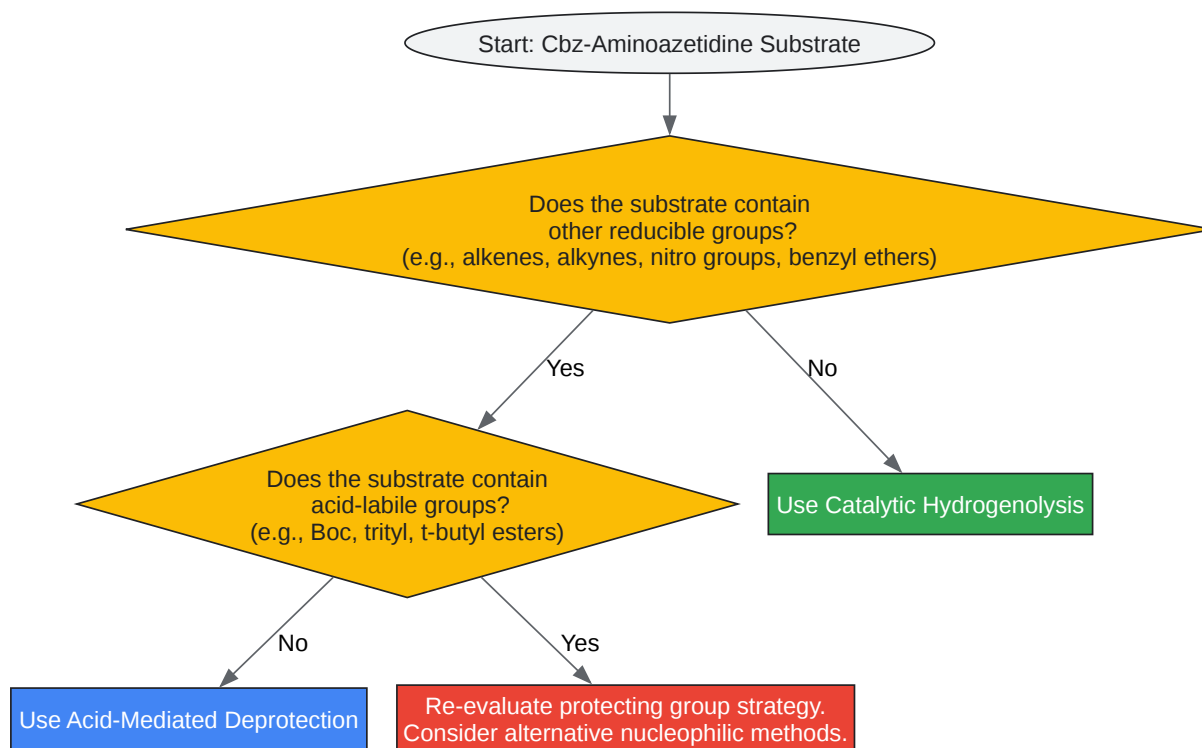 Start: Cbz-Aminoazetidine Substrate
Does the substrate contain
other reducible groups?
(e.g., alkenes, alkynes, nitro groups, benzyl ethers)
Yes
No
Does the substrate contain
acid-labile groups?
(e.g., Boc, trityl, t-butyl esters)
Use Catalytic Hydrogenolysis
No
Yes
Use Acid-Mediated Deprotection
Re-evaluate protecting group strategy.
Consider alternative nucleophilic methods.